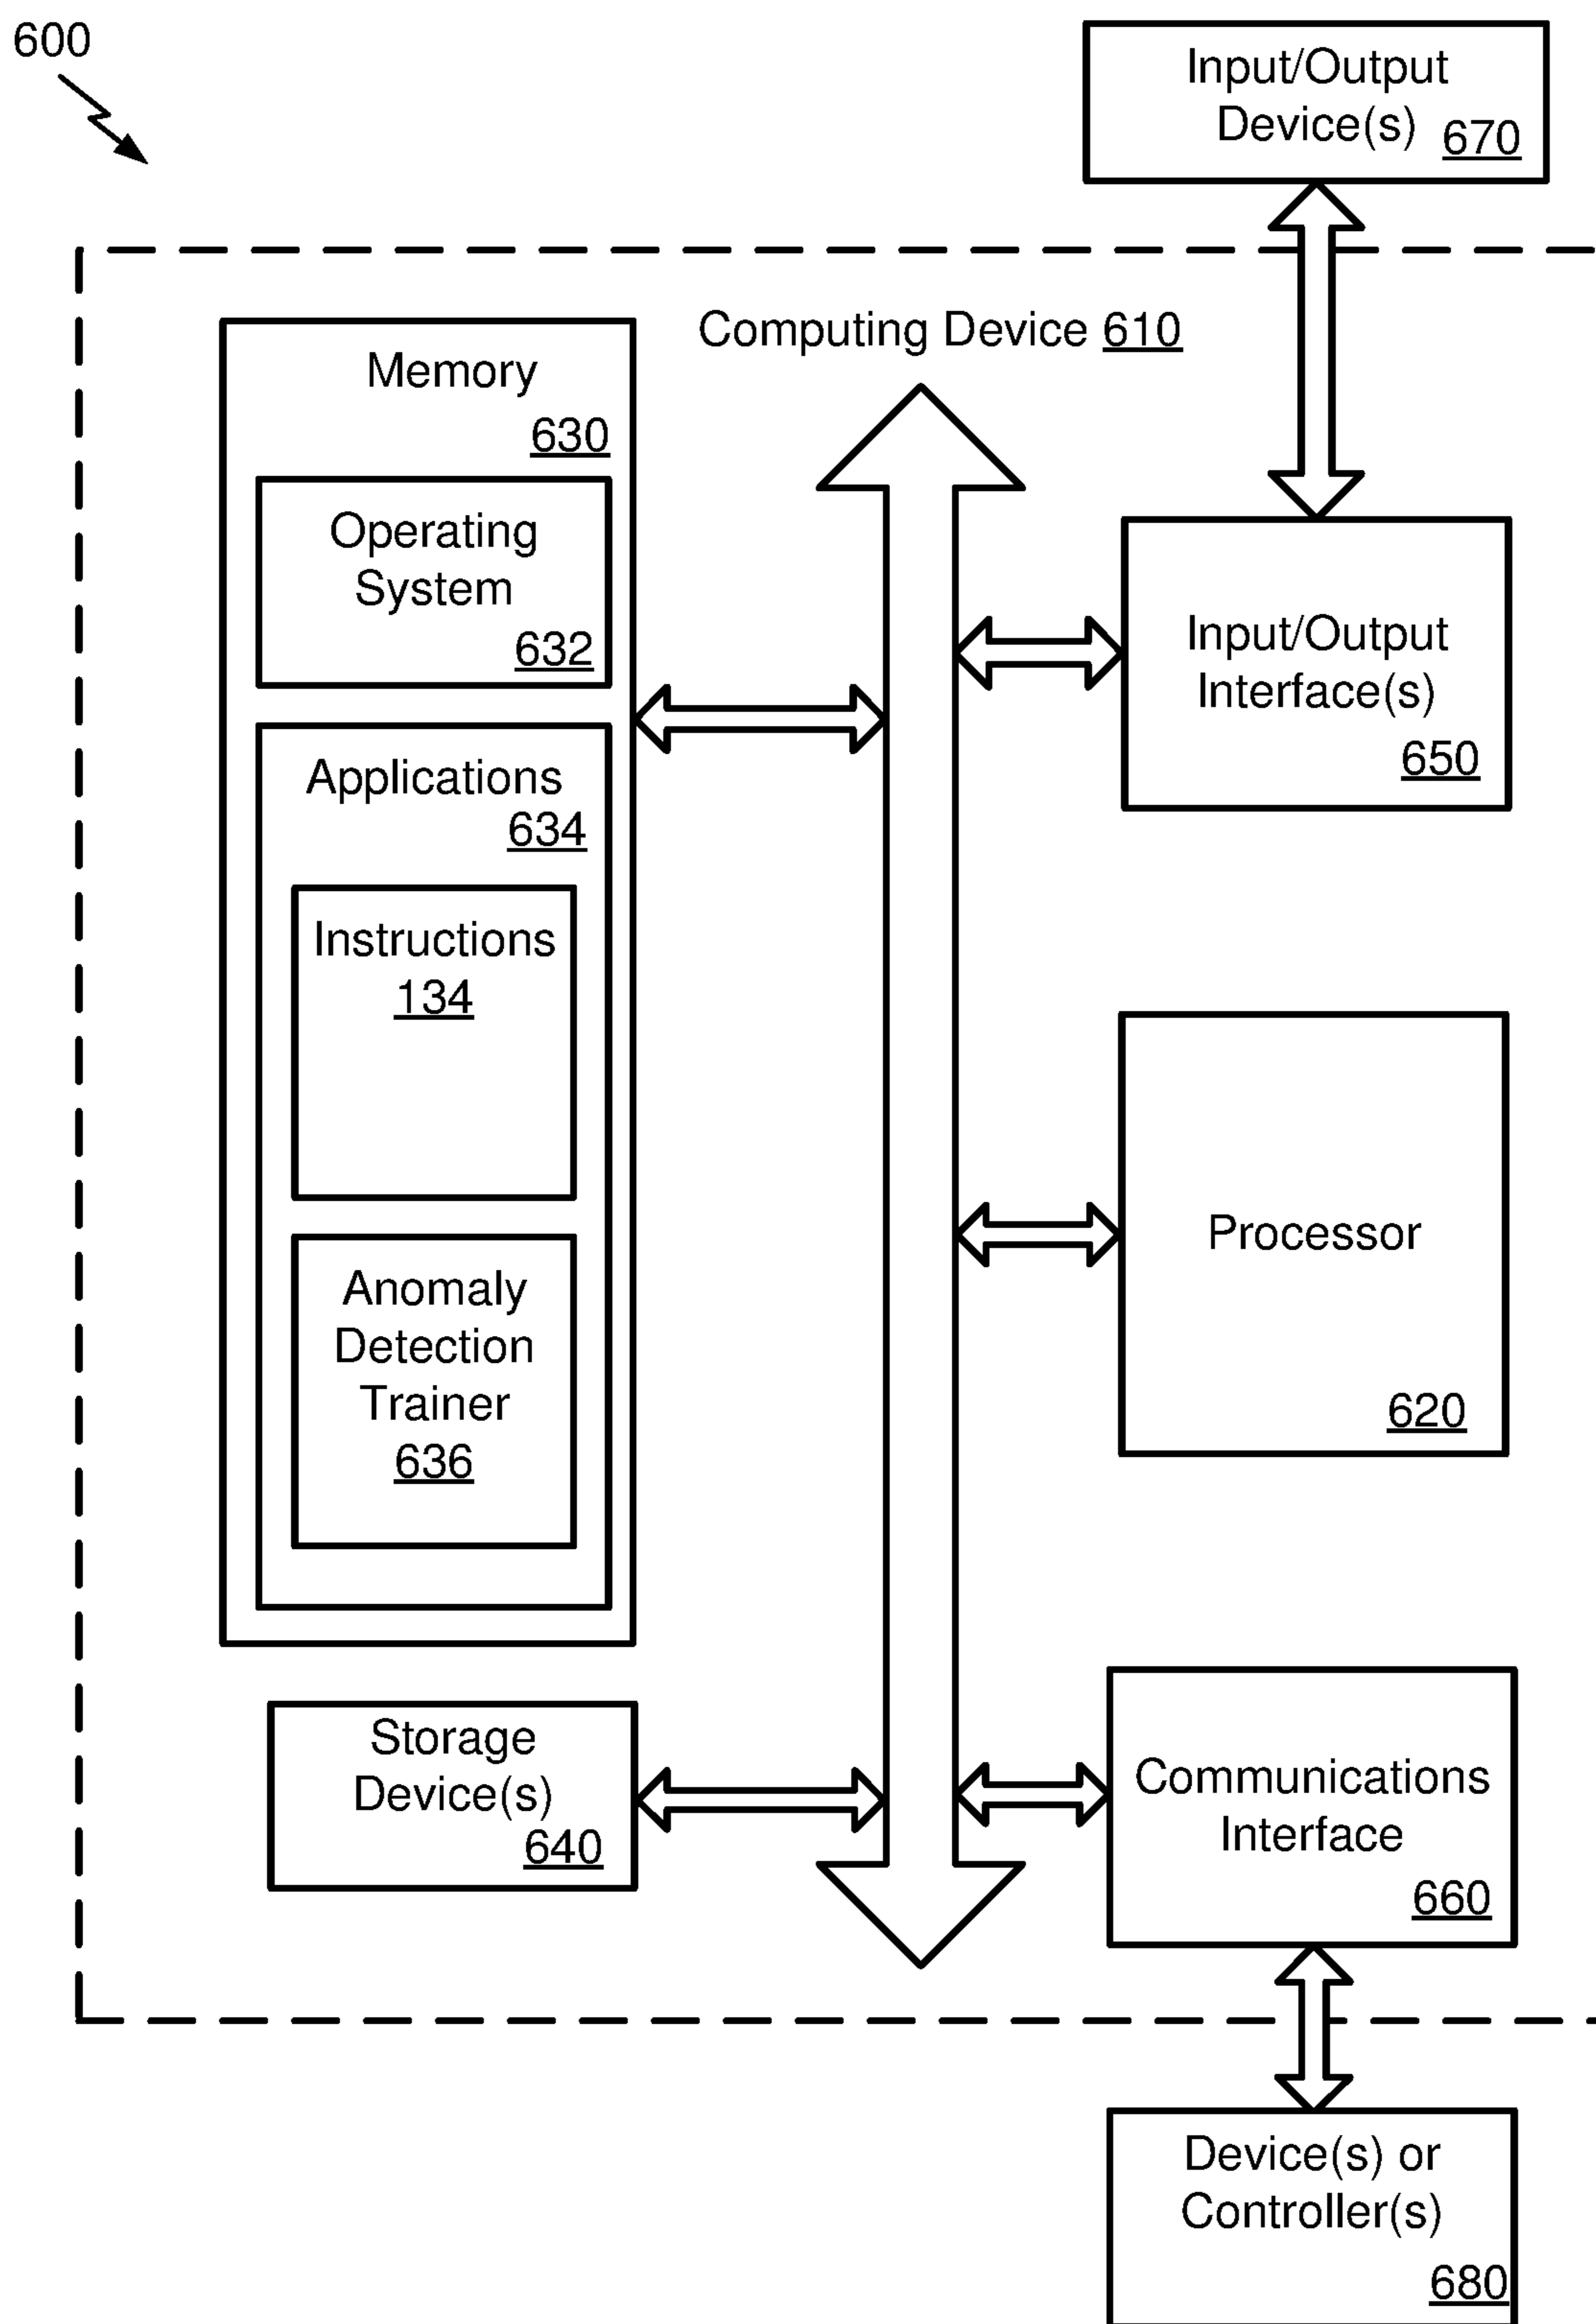 600
Input/Output
Device(s) 670
Computing Device 610
Memory
630
Operating
System
632
Applications
634
Instructions
134
Anomaly
Detection
Trainer
636
Storage
Device(s)
640
Input/Output
Interface(s)
650
Processor
620
Communications
Interface
660
Device(s) or
Controller(s)
680